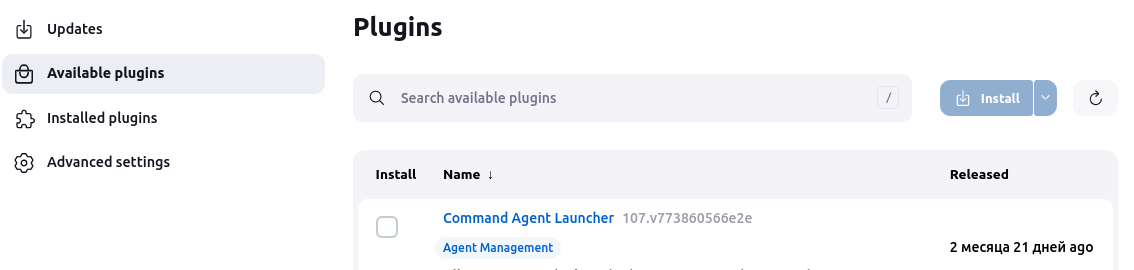 Updates
Available plugins
Installed plugins
Advanced settings
Plugins
Search available plugins /
Install
Install Name ↓ Released
Command Agent Launcher 107.v773860566e2e
Agent Management
2 месяца 21 дней ago